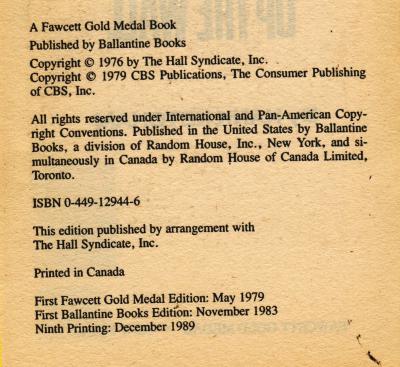 A Fawcett Gold Medal Book
Published by Ballantine Books
Copyright © 1976 by The Hall Syndicate, Inc.
Copyright © 1979 CBS Publications, The Consumer Publishing
of CBS, Inc.
All rights reserved under International and Pan-American Copy-
right Conventions. Published in the United States by Ballantine
Books, a division of Random House, Inc., New York, and si-
multaneously in Canada by Random House of Canada Limited,
Toronto.
ISBN 0-449-12944-6
This edition published by arrangement with
The Hall Syndicate, Inc.
Printed in Canada
First Fawcett Gold Medal Edition: May 1979
First Ballantine Books Edition: November 1983
Ninth Printing: December 1989